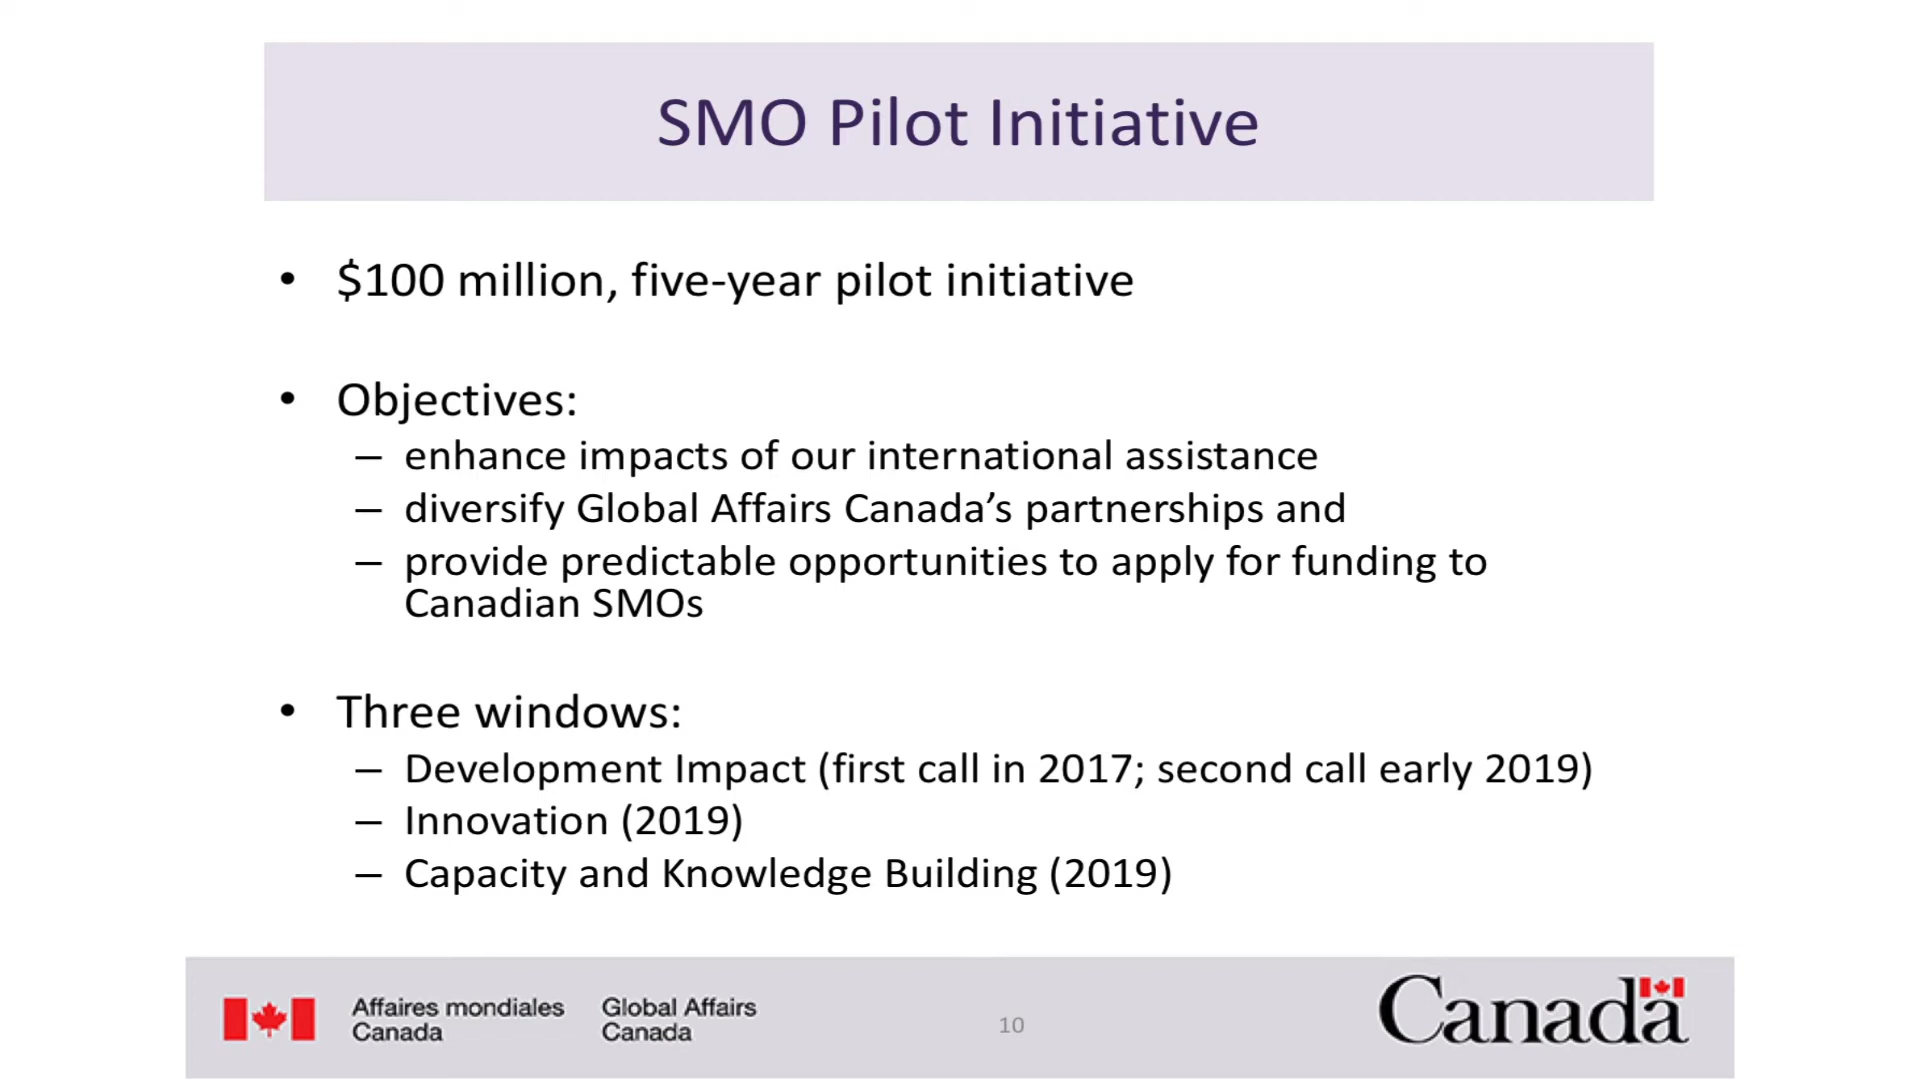 SMO Pilot Initiative
• $100 million, five-year pilot initiative
• Objectives:
– enhance impacts of our international assistance
– diversify Global Affairs Canada’s partnerships and
– provide predictable opportunities to apply for funding to
Canadian SMOs
• Three windows:
– Development Impact (first call in 2017; second call early 2019)
– Innovation (2019)
– Capacity and Knowledge Building (2019)
Affaires mondiales
Canada
Global Affairs
Canada
10
Canada